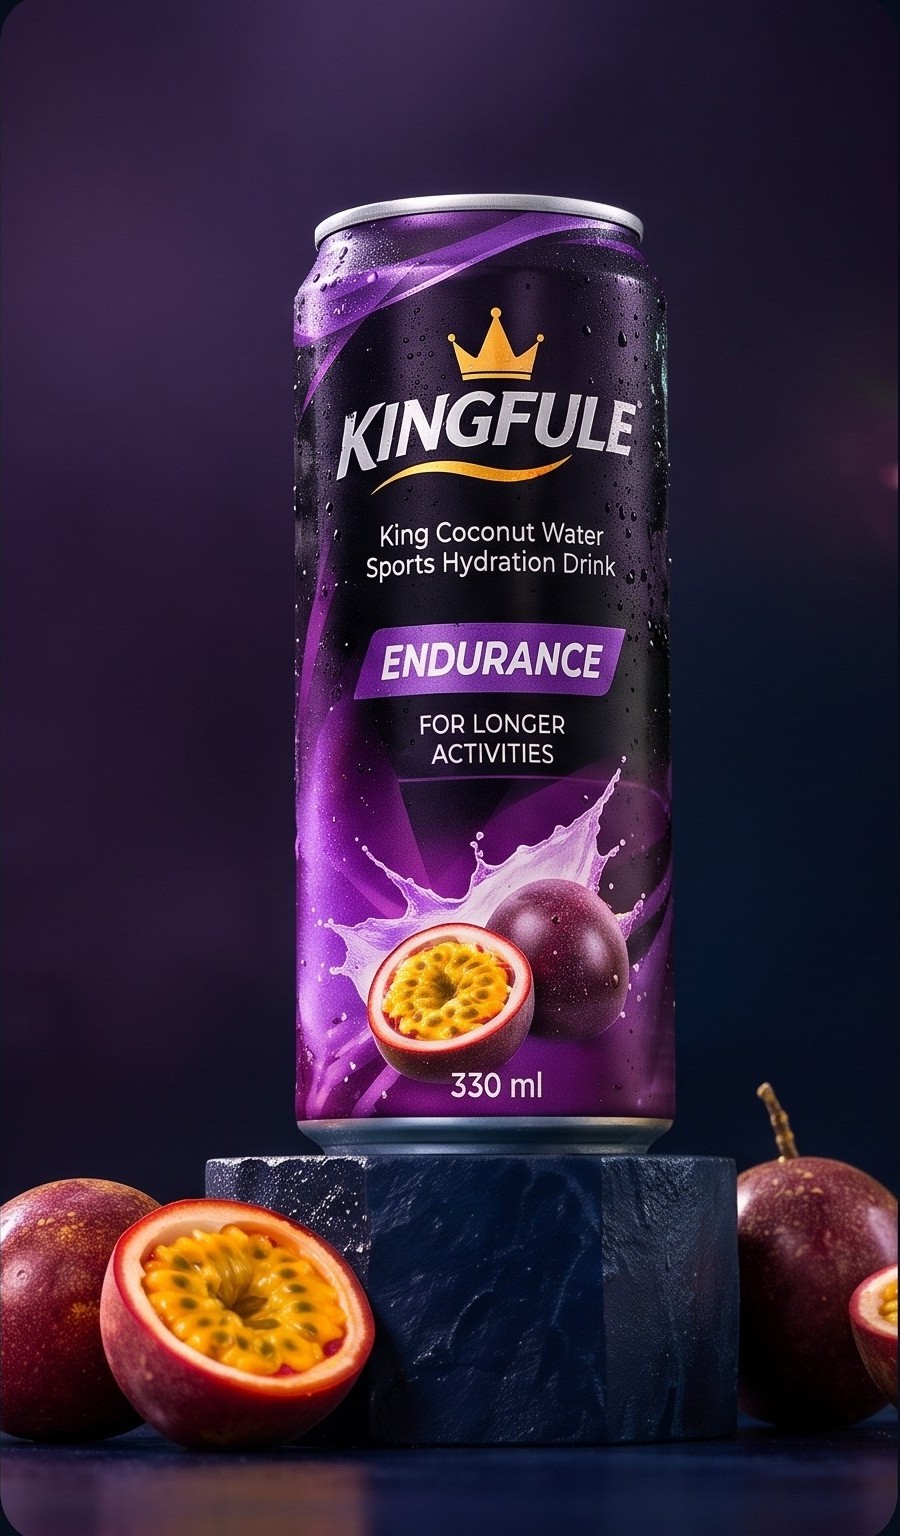 KINGFULE
King Coconut Water
Sports Hydration Drink
ENDURANCE
FOR LONGER
ACTIVITIES
330 ml